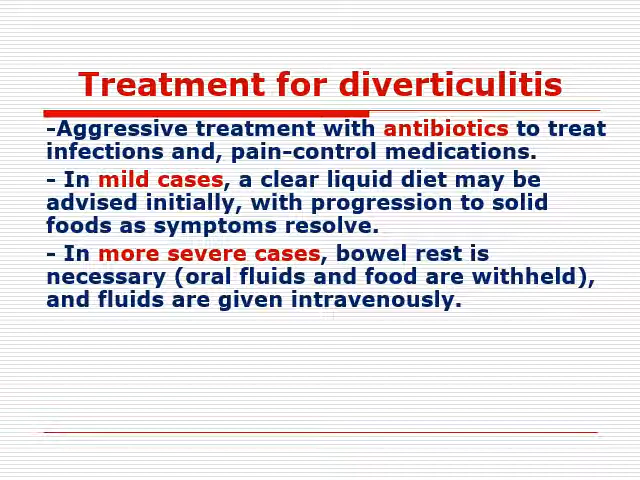 Treatment for diverticulitis
-Aggressive treatment with antibiotics to treat
infections and, pain-control medications.
- In mild cases, a clear liquid diet may be
advised initially, with progression to solid
foods as symptoms resolve.
- In more severe cases, bowel rest is
necessary (oral fluids and food are withheld),
and fluids are given intravenously.